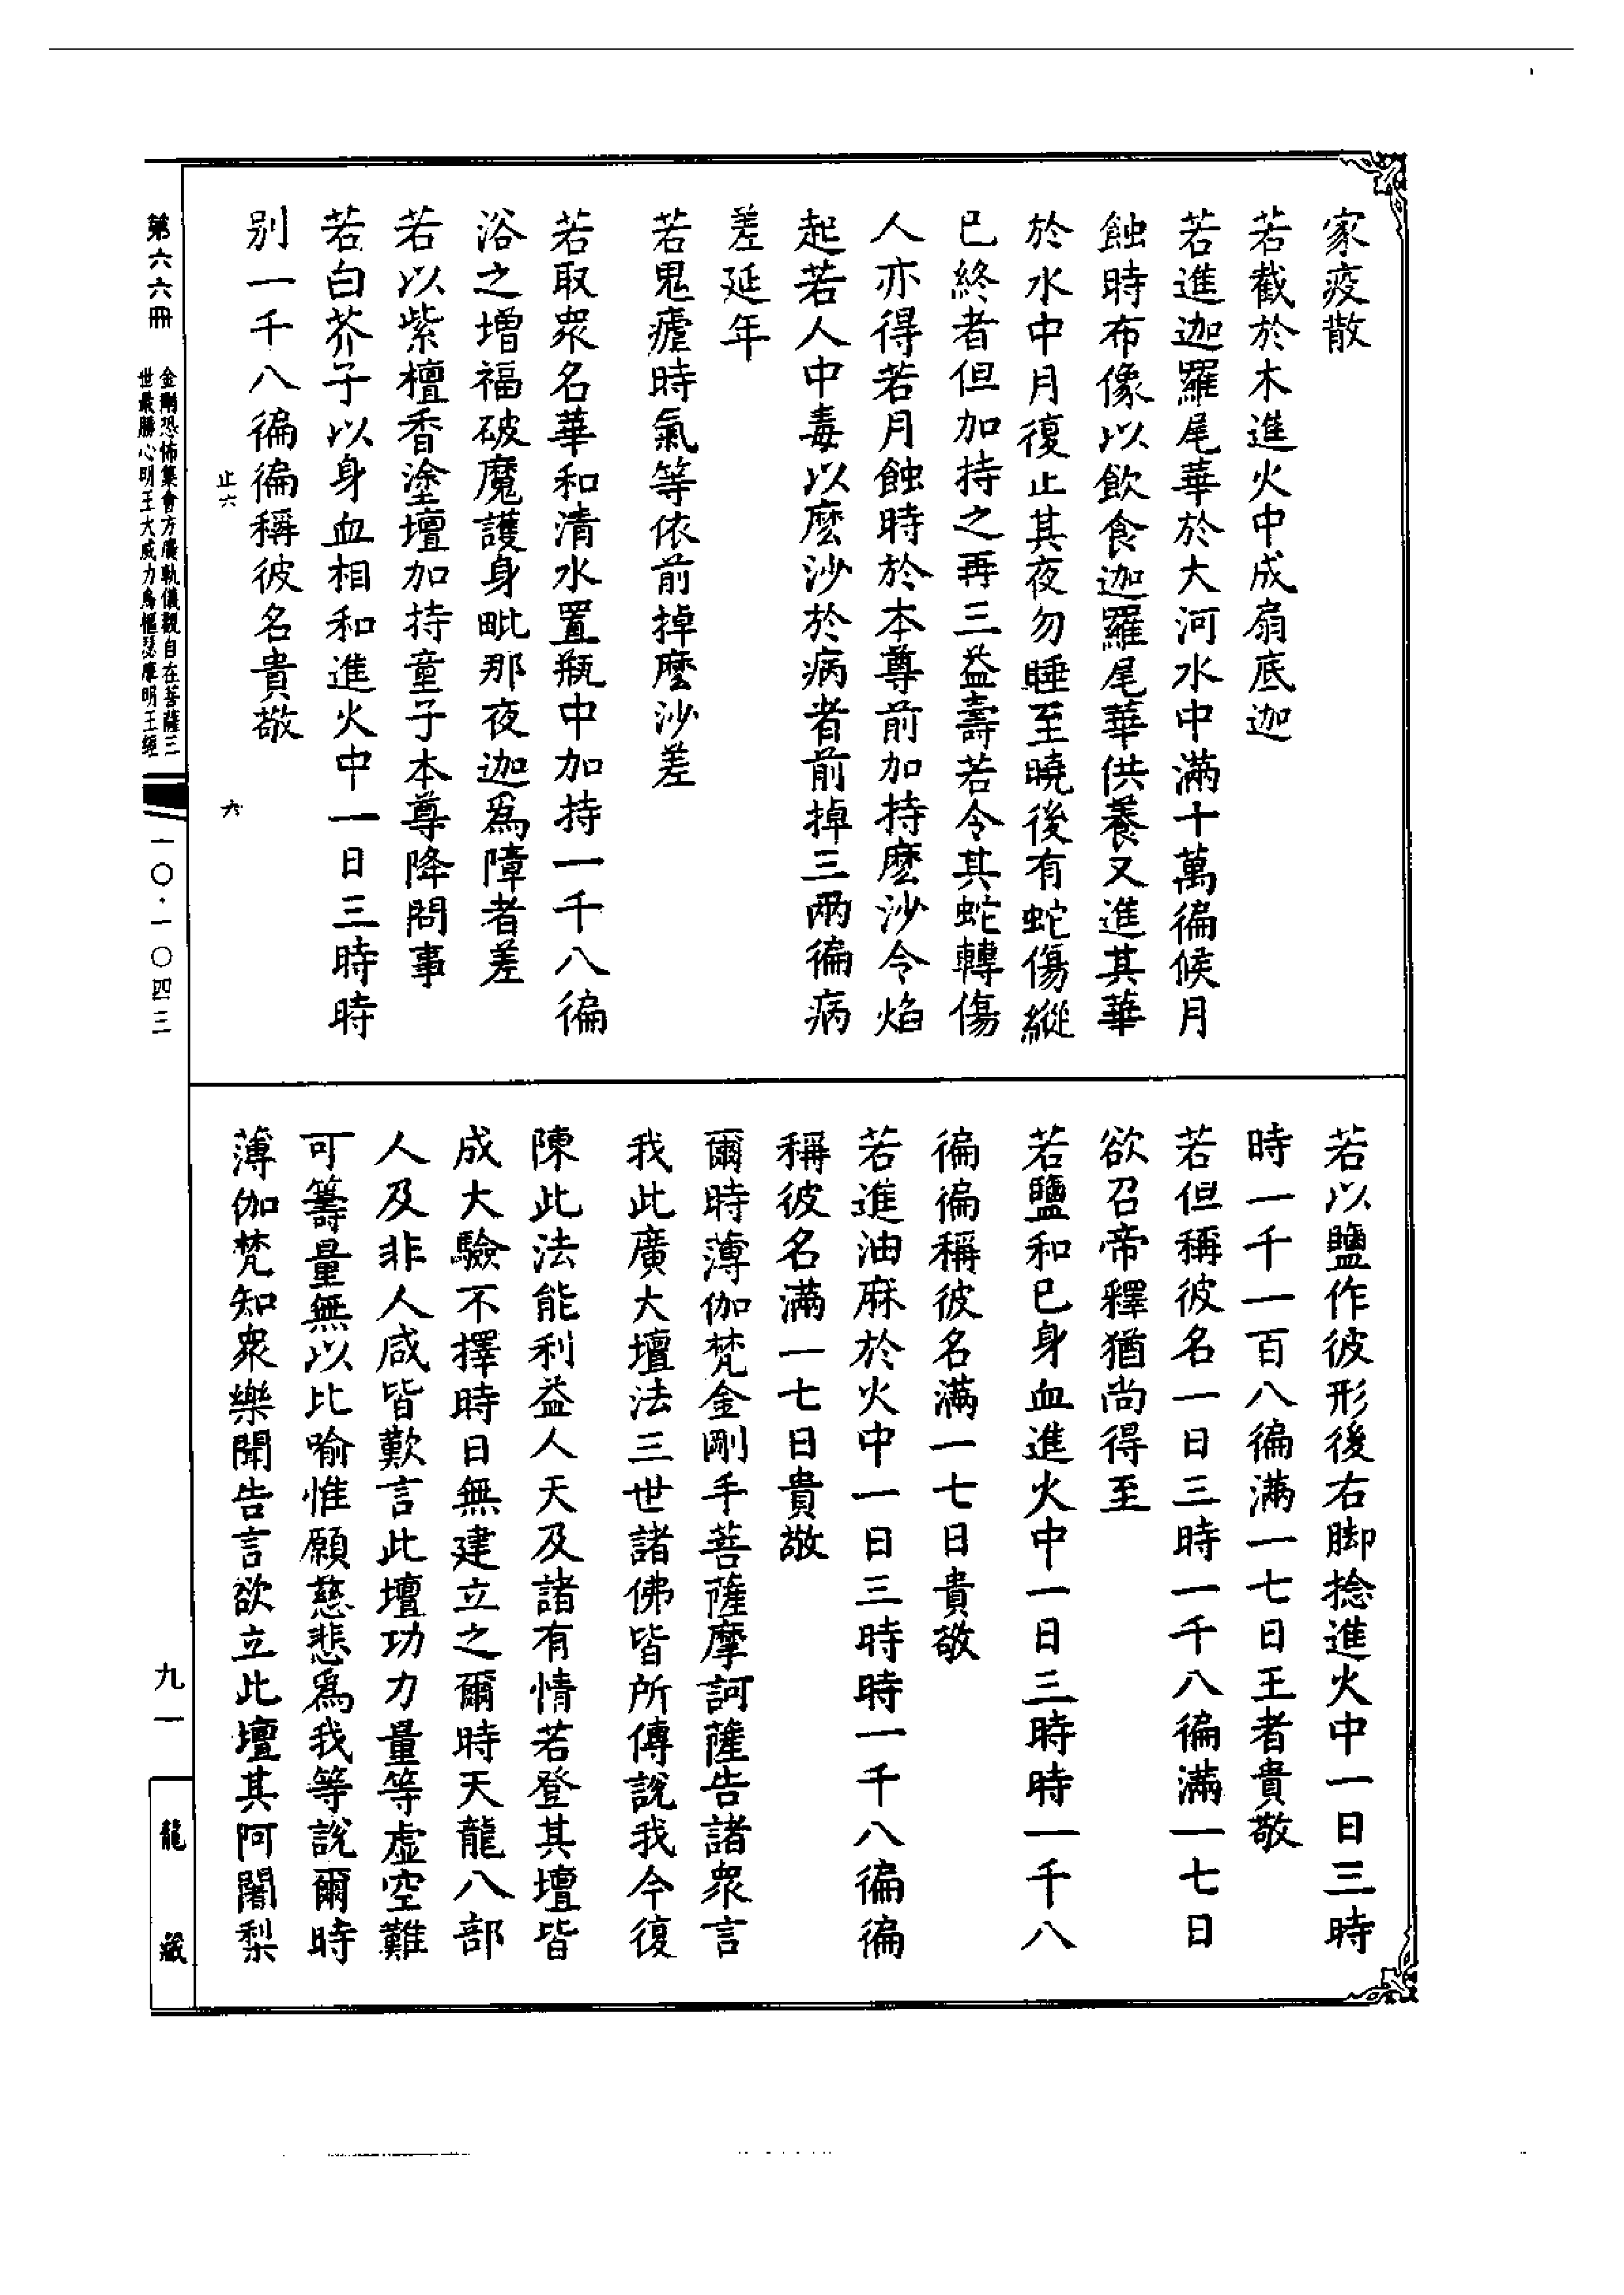 家疫散
若截於木進火中成扇底迦
若進迦羅尾華於大河水中滿十萬徧候月
蝕時布像以飲食迦羅尾華供養又進其華
於水中月復止其夜勿睡至曉後有蛇傷縱
已終者但加持之再三益壽若令其蛇轉傷
人亦得若月蝕時於本尊前加持麼沙令焰
起若人中毒以麼沙於病者前掉三兩徧病
差延年
若鬼瘧時氣等依前掉麼沙差
若取衆名華和清水置瓶中加持一千八徧
浴之增福破魔護身毗那夜迦爲障者差
若以紫檀香塗壇加持童子本尊降問事
若白芥子以身血相和進火中一日三時時
別一千八徧徧稱彼名貴敬
止六
六
若以鹽作彼形後右脚捻進火中一日三時
時一千一百八徧滿一七日王者貴敬
若但稱彼名一日三時一千八徧滿一七日
欲召帝釋猶尚得至
若鹽和已身血進火中一日三時時一千八
徧徧稱彼名滿一七日貴敬
若進油麻於火中一日三時時一千八徧徧
稱彼名滿一七日貴敬
爾時薄伽梵金剛手菩薩摩訶薩告諸衆言
我此廣大壇法三世諸佛皆所傳說我今復
陳此法能利益人天及諸有情若登其壇皆
成大驗不擇時日無建立之爾時天龍八部
人及非人咸皆歎言此壇功力量等虛空難
可籌量無以比喻惟願慈悲爲我等說爾時
薄伽梵知衆樂聞告言欲立此壇其阿闍梨
第六六冊
金剛恐怖集會方廣軌儀觀自在菩薩三
世最勝心明王大威力烏樞瑟摩明王經
一〇·一〇四三
九一
龍藏